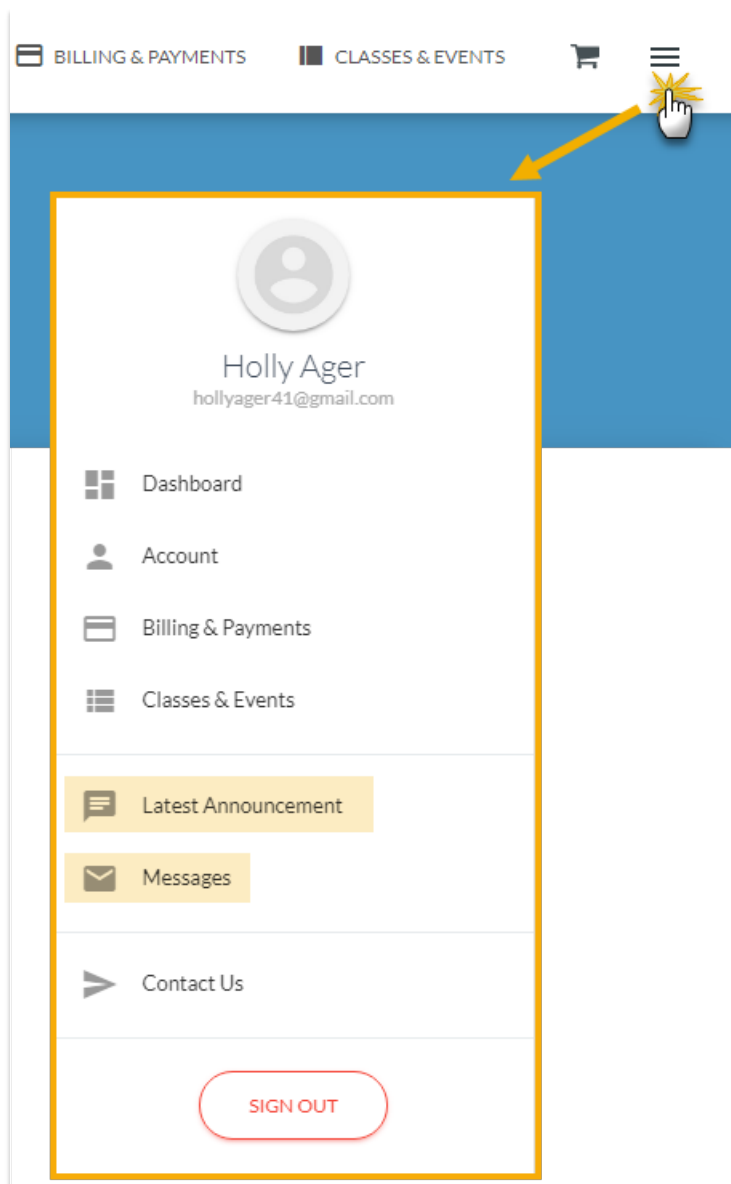 BILLING & PAYMENTS CLASSES & EVENTS
Holly Ager
hollyager41@gmail.com
Dashboard
Account
Billing & Payments
Classes & Events
Latest Announcement
Messages
Contact Us
SIGN OUT